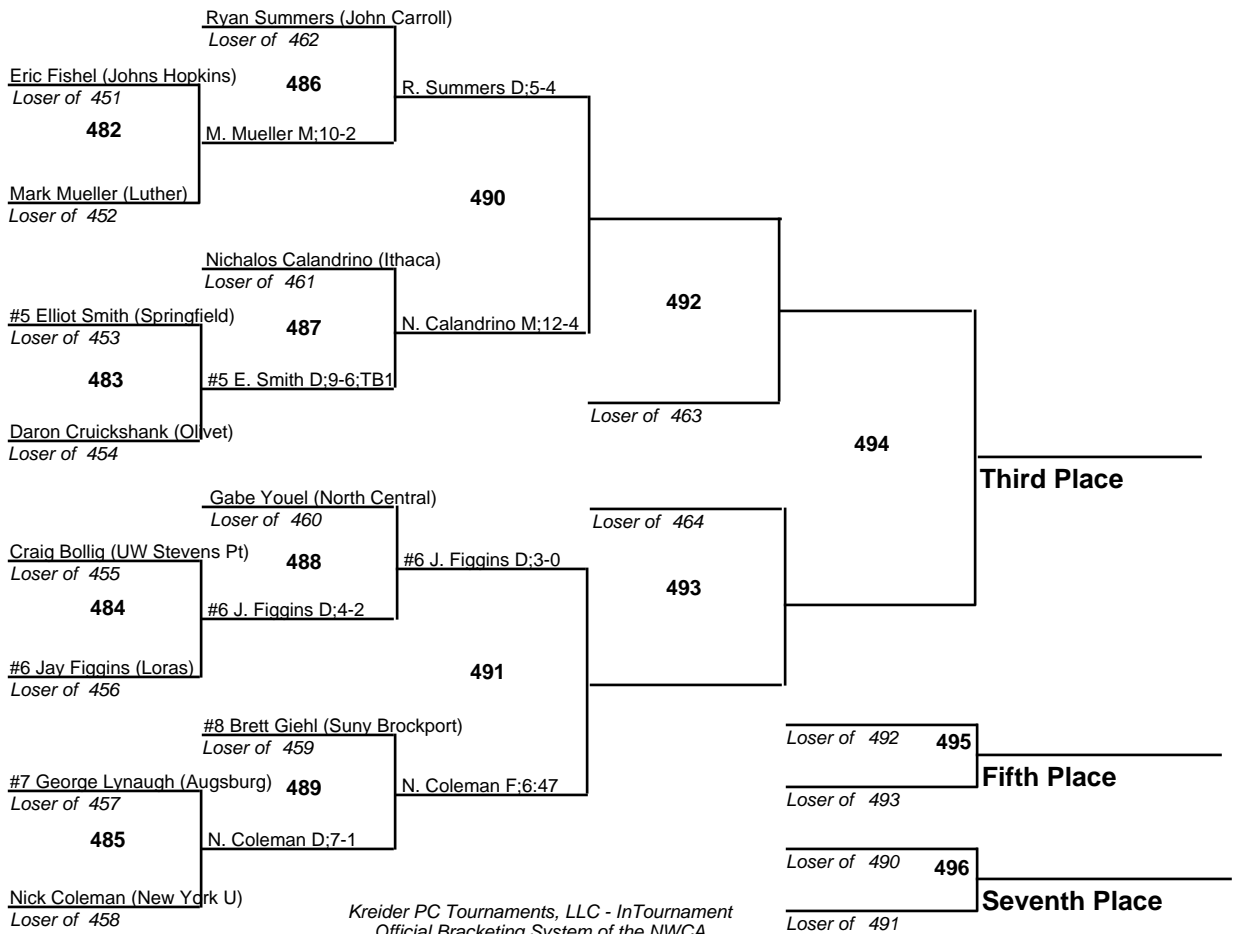 Ryan Summers (John Carroll)
Loser of 462
Eric Fishel (Johns Hopkins)
Loser of 451
486
R. Summers D;5-4
482
M. Mueller M;10-2
Mark Mueller (Luther)
Loser of 452
490
Nichalos Calandrino (Ithaca)
Loser of 461
#5 Elliot Smith (Springfield)
Loser of 453
487
N. Calandrino M;12-4
492
483
#5 E. Smith D;9-6;TB1
Loser of 463
Daron Cruickshank (Olivet)
Loser of 454
494
Third Place
Gabe Youel (North Central)
Loser of 460
Loser of 464
Craig Bollig (UW Stevens Pt)
Loser of 455
488
#6 J. Figgins D;3-0
493
484
#6 J. Figgins D;4-2
#6 Jay Figgins (Loras)
Loser of 456
491
#8 Brett Giehl (Suny Brockport)
Loser of 459
Loser of 492
495
Fifth Place
#7 George Lynaugh (Augsburg)
Loser of 457
489
N. Coleman F;6:47
Loser of 493
485
N. Coleman D;7-1
Loser of 490
496
Seventh Place
Nick Coleman (New York U)
Loser of 458
Loser of 491
Kreider PC Tournaments, LLC - InTournament
Official Bracketing System of the NWCA